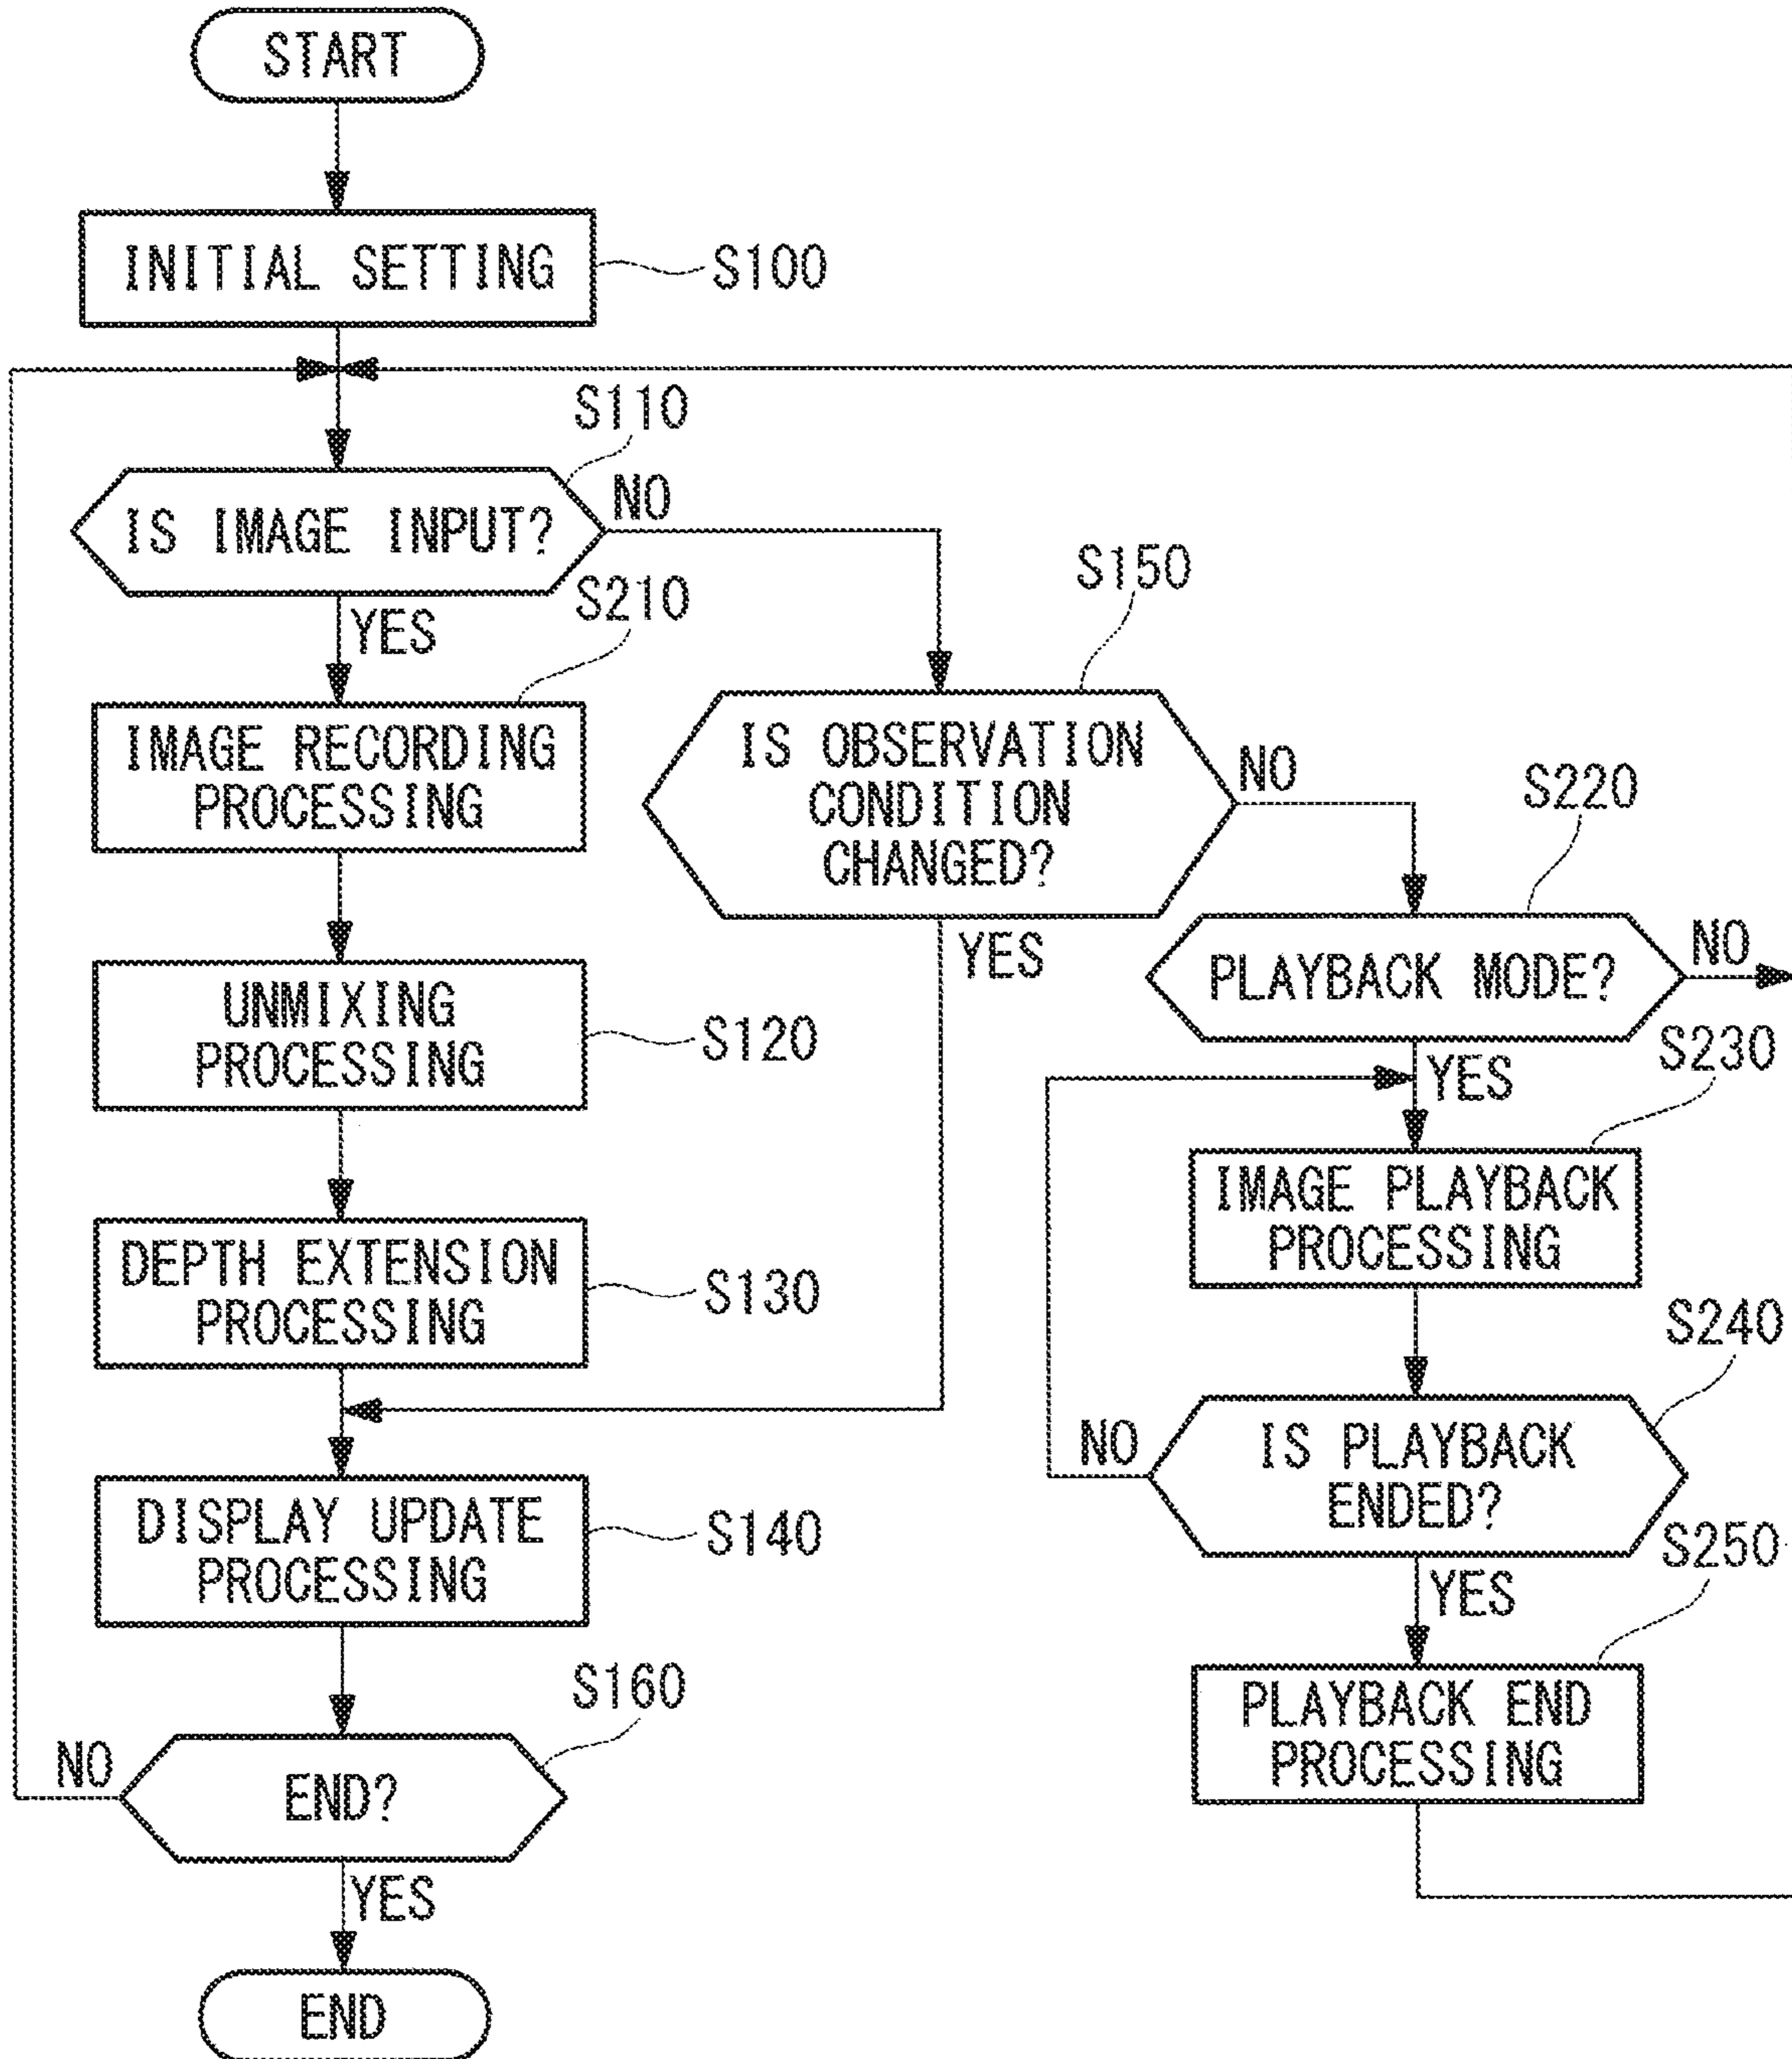 START
INITIAL SETTING
S100
S110
IS IMAGE INPUT?
NO
YES
S210
IMAGE RECORDING
PROCESSING
UNMIXING
PROCESSING
S120
DEPTH EXTENSION
PROCESSING
S130
DISPLAY UPDATE
PROCESSING
S140
S160
END?
NO
YES
END
S150
IS OBSERVATION
CONDITION
CHANGED?
NO
YES
S220
PLAYBACK MODE?
NO
YES
S230
IMAGE PLAYBACK
PROCESSING
S240
IS PLAYBACK
ENDED?
NO
YES
S250
PLAYBACK END
PROCESSING